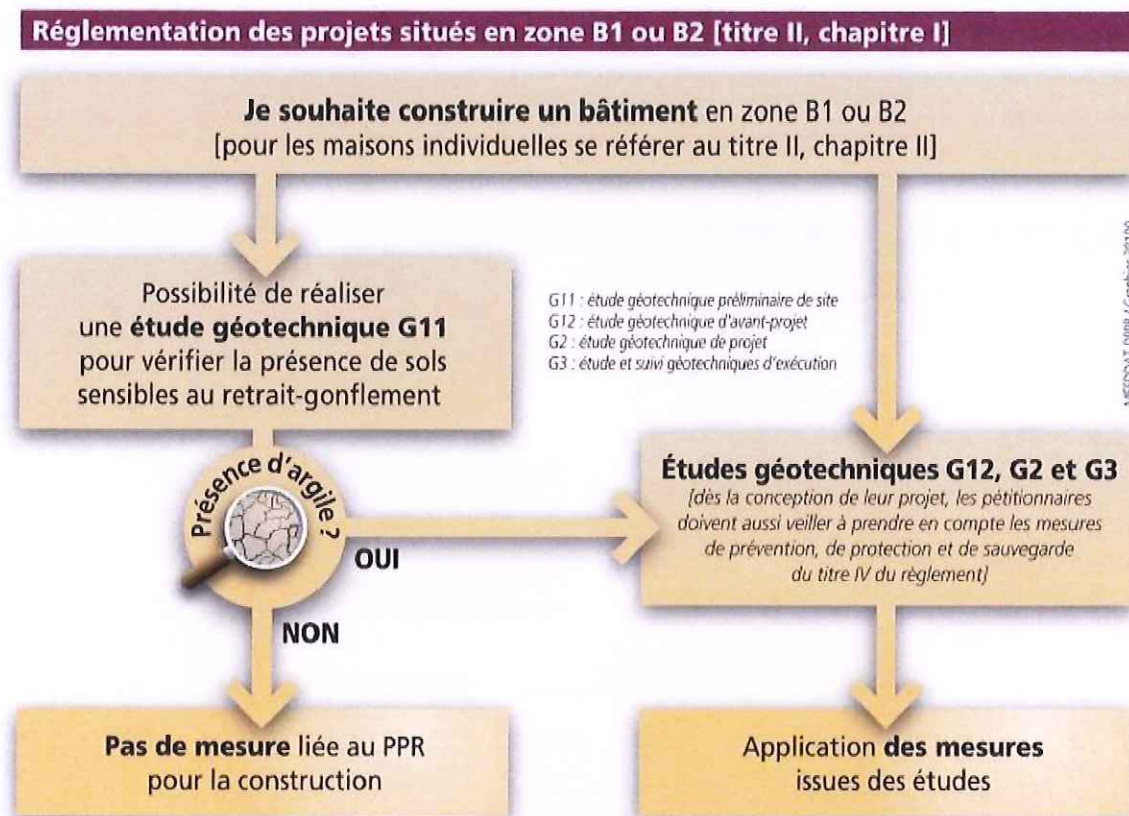 Réglementation des projets situés en zone B1 ou B2 [titre II, chapitre I]
Je souhaite construire un bâtiment en zone B1 ou B2
[pour les maisons individuelles se référer au titre II, chapitre II]
Possibilité de réaliser
une étude géotechnique G11
pour vérifier la présence de sols
sensibles au retrait-gonflement
G11 : étude géotechnique préliminaire de site
G12 : étude géotechnique d'avant-projet
G2 : étude géotechnique de projet
G3 : étude et suivi géotechniques d'exécution
Présence d'argile ?
OUI
NON
Études géotechniques G12, G2 et G3
[dès la conception de leur projet, les pétitionnaires
doivent aussi veiller à prendre en compte les mesures
de prévention, de protection et de sauvegarde
du titre IV du règlement]
Pas de mesure liée au PPR
pour la construction
Application des mesures
issues des études